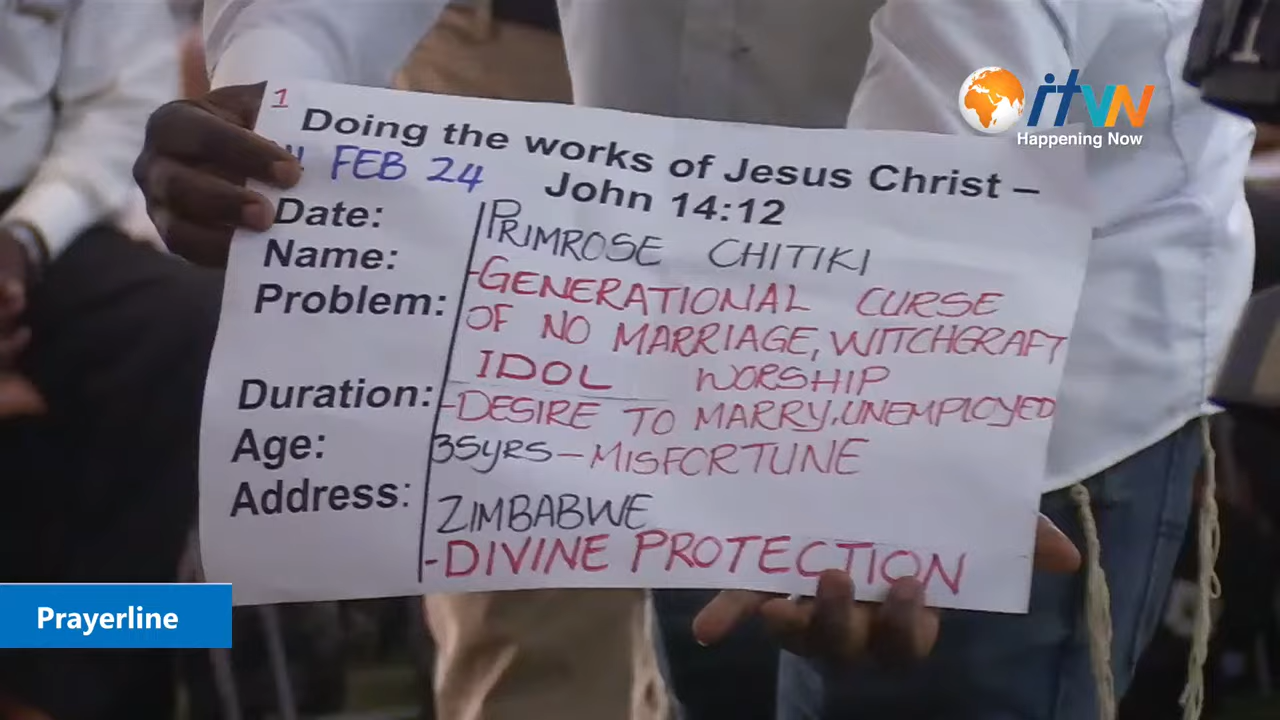 itvn
Happening Now
1
Doing the works of Jesus Christ –
John 14:12
FEB 24
Date:
Name: PRIMROSE CHITIKI
Problem: -GENERATIONAL CURSE
OF NO MARRIAGE, WITCHCRAFT
IDOL WORSHIP
Duration: -DESIRE TO MARRY, UNEMPLOYED
Age: 35yrs – MISFORTUNE
Address: ZIMBABWE
-DIVINE PROTECTION
Prayerline